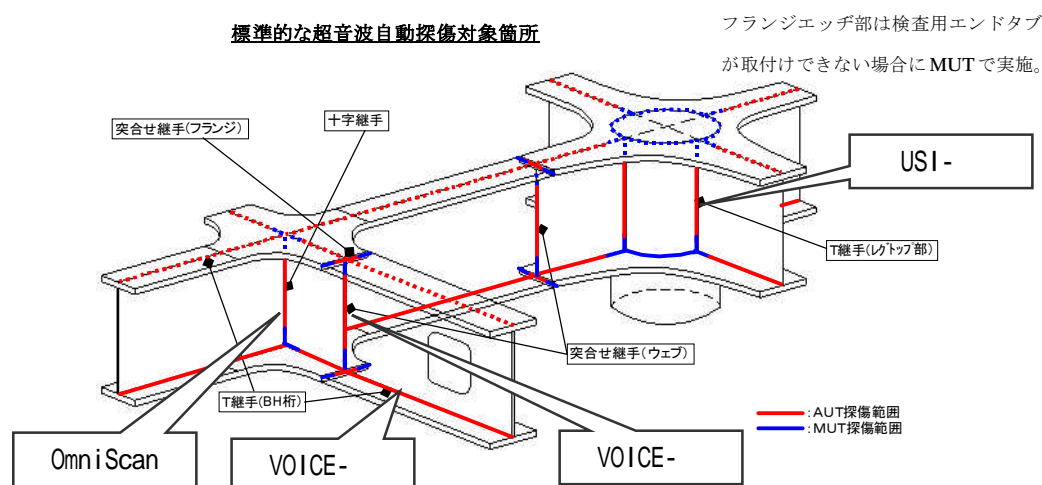 標準的な超音波自動探傷対象箇所
フランジエッヂ部は検査用エンドタブ
が取付けできない場合にMUTで実施。
突合せ継手(フランジ)
十字継手
USI-
T継手(レグトップ部)
突合せ継手(ウェブ)
T継手(BH桁)
:AUT探傷範囲
:MUT探傷範囲
OmniScan
VOICE-
VOICE-